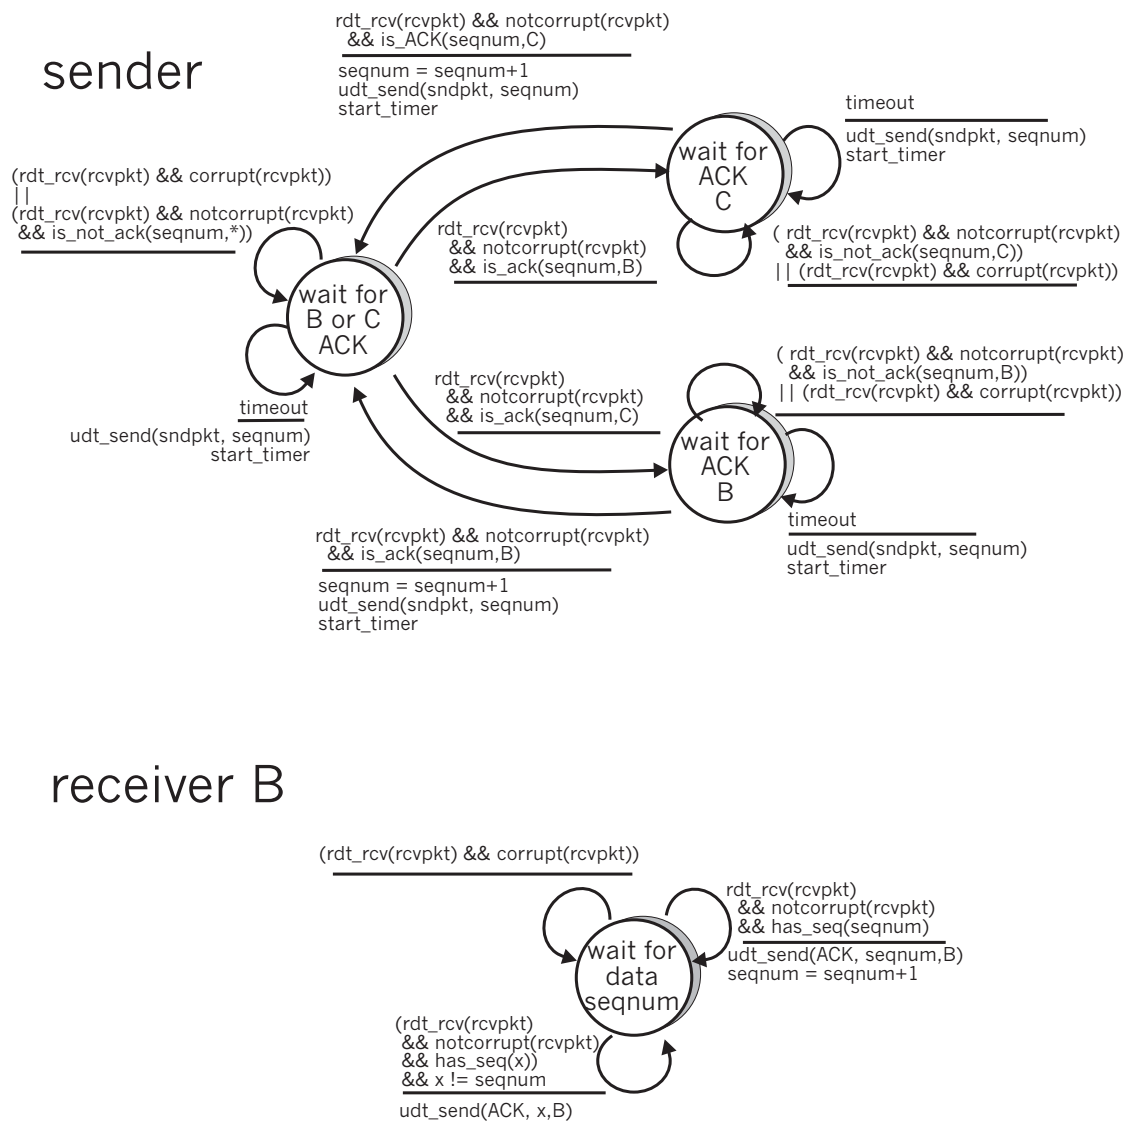 rdt_rcv(rcvpkt) && notcorrupt(rcvpkt)
&& is_ACK(seqnum,C)
seqnum = seqnum+1
udt_send(sndpkt, seqnum)
start_timer
sender
timeout
udt_send(sndpkt, seqnum)
start_timer
wait for
ACK
C
(rdt_rcv(rcvpkt) && corrupt(rcvpkt))
||
(rdt_rcv(rcvpkt) && notcorrupt(rcvpkt)
&& is_not_ack(seqnum,*))
rdt_rcv(rcvpkt)
&& notcorrupt(rcvpkt)
&& is_ack(seqnum,B)
( rdt_rcv(rcvpkt) && notcorrupt(rcvpkt)
&& is_not_ack(seqnum,C))
|| (rdt_rcv(rcvpkt) && corrupt(rcvpkt))
wait for
B or C
ACK
( rdt_rcv(rcvpkt) && notcorrupt(rcvpkt)
&& is_not_ack(seqnum,B))
|| (rdt_rcv(rcvpkt) && corrupt(rcvpkt))
rdt_rcv(rcvpkt)
&& notcorrupt(rcvpkt)
&& is_ack(seqnum,C)
timeout
udt_send(sndpkt, seqnum)
start_timer
wait for
ACK
B
timeout
udt_send(sndpkt, seqnum)
start_timer
rdt_rcv(rcvpkt) && notcorrupt(rcvpkt)
&& is_ack(seqnum,B)
seqnum = seqnum+1
udt_send(sndpkt, seqnum)
start_timer
receiver B
(rdt_rcv(rcvpkt) && corrupt(rcvpkt))
rdt_rcv(rcvpkt)
&& notcorrupt(rcvpkt)
&& has_seq(seqnum)
udt_send(ACK, seqnum,B)
seqnum = seqnum+1
wait for
data
seqnum
(rdt_rcv(rcvpkt)
&& notcorrupt(rcvpkt)
&& has_seq(x))
&& x != seqnum
udt_send(ACK, x,B)